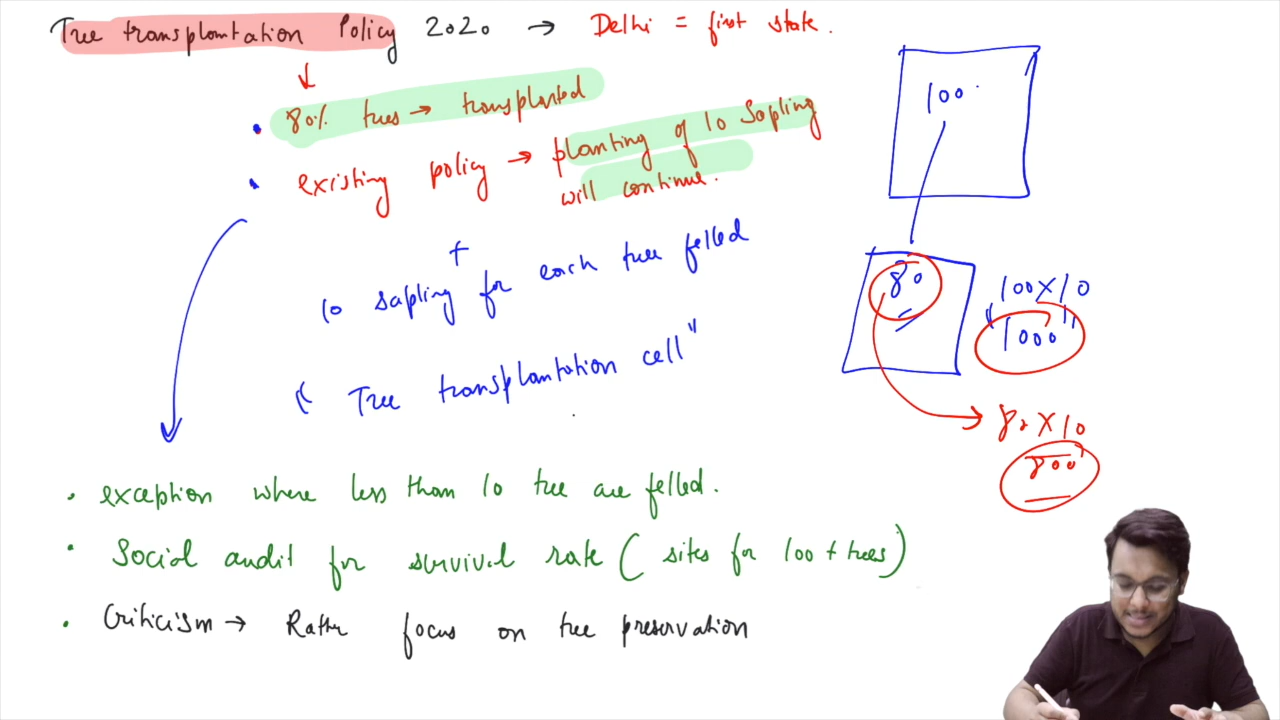 Tree transplantation Policy 2020 → Delhi = first state.
↓
• 80% trees → transplanted
• existing policy → planting of 10 Sapling
will continue.
+
10 sapling for each tree felled
" Tree transplantation cell"
• exception where less than 10 tree are felled.
• Social audit for survival rate ( sites for 100 + trees)
• Criticism → Rather focus on tree preservation
100
80
100 X 10
"1000"
80 X 10
800